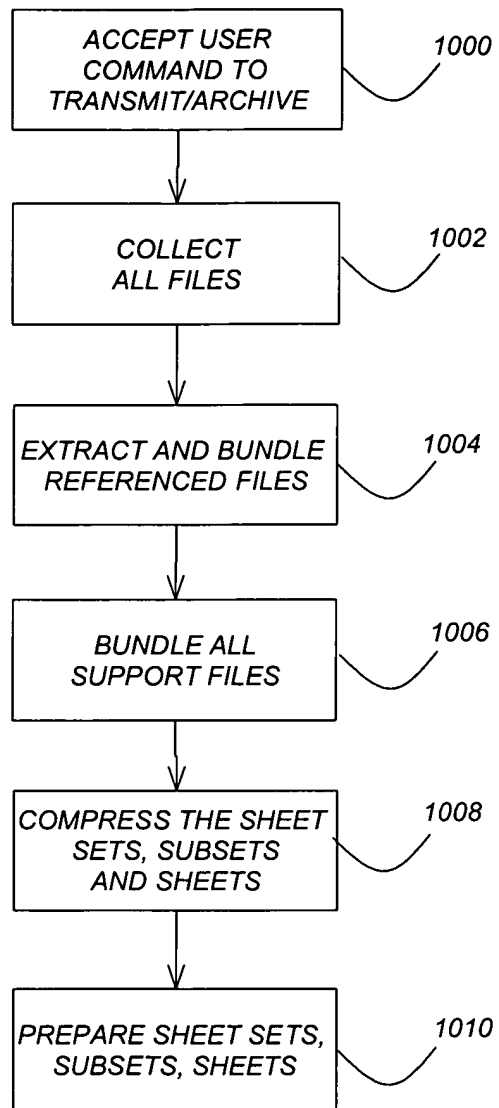 ACCEPT USER
COMMAND TO
TRANSMIT/ARCHIVE
1000
COLLECT
ALL FILES
1002
EXTRACT AND BUNDLE
REFERENCED FILES
1004
BUNDLE ALL
SUPPORT FILES
1006
COMPRESS THE SHEET
SETS, SUBSETS
AND SHEETS
1008
PREPARE SHEET SETS,
SUBSETS, SHEETS
1010